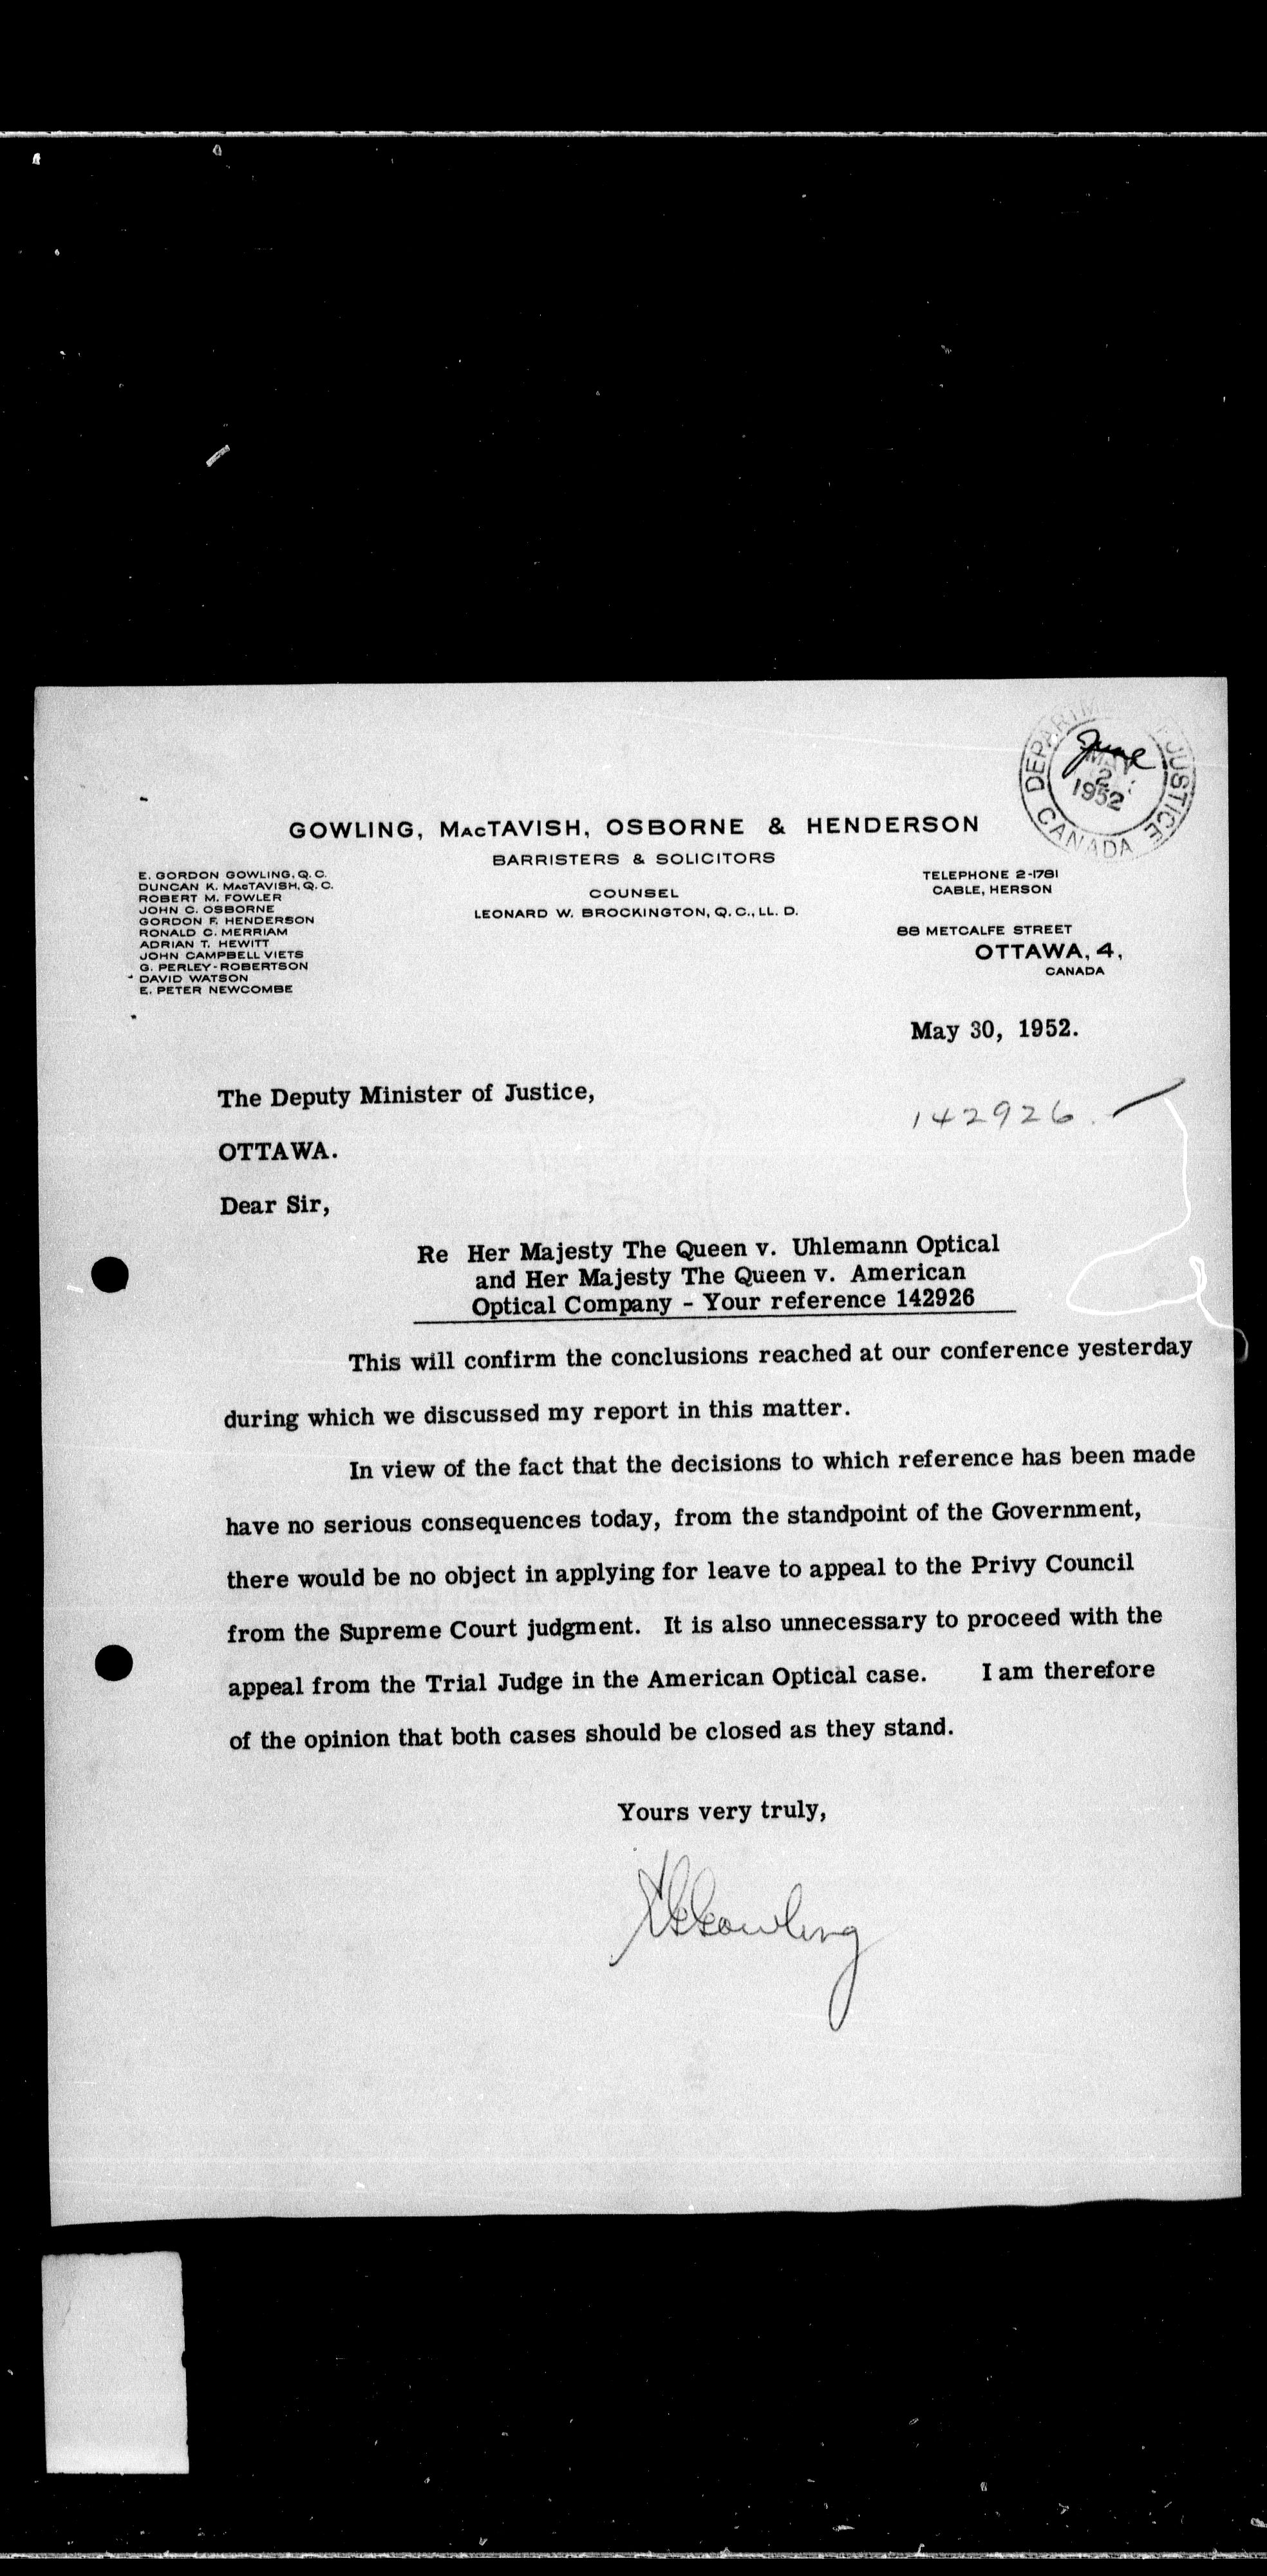 DEPARTMENT OF JUSTICE
June
MAY
2
1952
CANADA
GOWLING, MacTAVISH, OSBORNE & HENDERSON
BARRISTERS & SOLICITORS
COUNSEL
LEONARD W. BROCKINGTON, Q.C., LL. D.
E. GORDON GOWLING, Q.C.
DUNCAN K. MacTAVISH, Q.C.
ROBERT M. FOWLER
JOHN C. OSBORNE
GORDON F. HENDERSON
RONALD C. MERRIAM
ADRIAN T. HEWITT
JOHN CAMPBELL VIETS
G. PERLEY-ROBERTSON
DAVID WATSON
E. PETER NEWCOMBE
TELEPHONE 2-1781
CABLE, HERSON
88 METCALFE STREET
OTTAWA, 4,
CANADA
May 30, 1952.
The Deputy Minister of Justice,
142926.
OTTAWA.
Dear Sir,
Re Her Majesty The Queen v. Uhlemann Optical
and Her Majesty The Queen v. American
Optical Company - Your reference 142926
This will confirm the conclusions reached at our conference yesterday
during which we discussed my report in this matter.
In view of the fact that the decisions to which reference has been made
have no serious consequences today, from the standpoint of the Government,
there would be no object in applying for leave to appeal to the Privy Council
from the Supreme Court judgment. It is also unnecessary to proceed with the
appeal from the Trial Judge in the American Optical case. I am therefore
of the opinion that both cases should be closed as they stand.
Yours very truly,
EGGowling